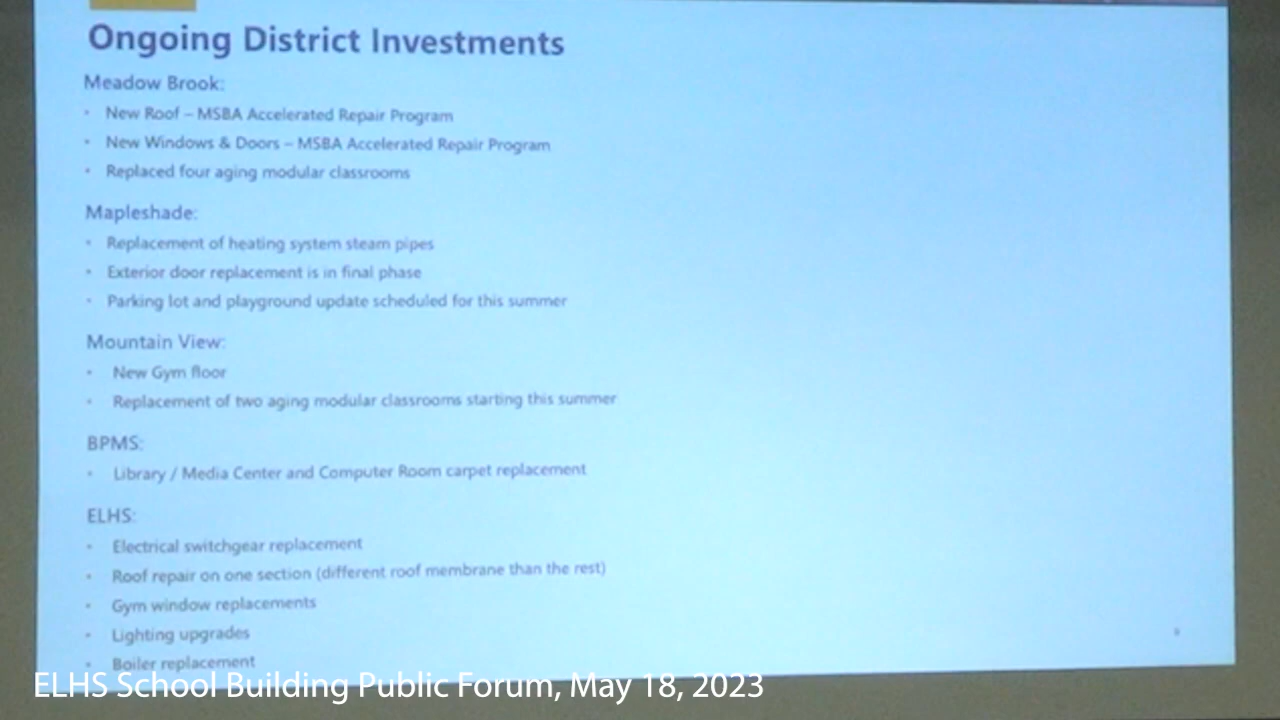 Ongoing District Investments
Meadow Brook:
• New Roof – MSBA Accelerated Repair Program
• New Windows & Doors – MSBA Accelerated Repair Program
• Replaced four aging modular classrooms
Mapleshade:
• Replacement of heating system steam pipes
• Exterior door replacement is in final phase
• Parking lot and playground update scheduled for this summer
Mountain View:
• New Gym floor
• Replacement of two aging modular classrooms starting this summer
BPMS:
• Library / Media Center and Computer Room carpet replacement
ELHS:
• Electrical switchgear replacement
• Roof repair on one section (different roof membrane than the rest)
• Gym window replacements
• Lighting upgrades
• Boiler replacement
ELHS School Building Public Forum, May 18, 2023